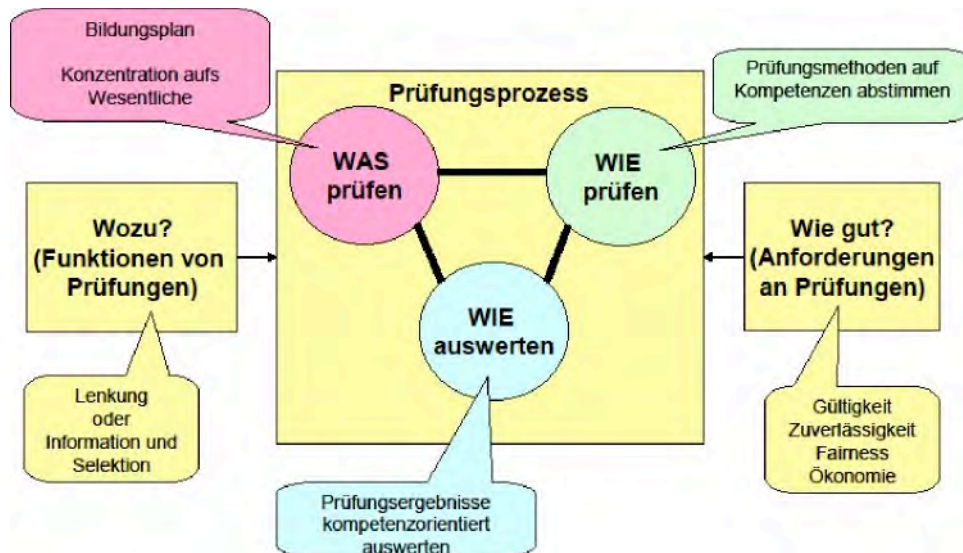 Bildungsplan
Konzentration aufs
Wesentliche
Prüfungsmethoden auf
Kompetenzen abstimmen
Prüfungsprozess
WAS
prüfen
WIE
prüfen
Wozu?
(Funktionen von
Prüfungen)
Wie gut?
(Anforderungen
an Prüfungen)
WIE
auswerten
Lenkung
oder
Information und
Selektion
Gültigkeit
Zuverlässigkeit
Fairness
Ökonomie
Prüfungsergebnisse
kompetenzorientiert
auswerten